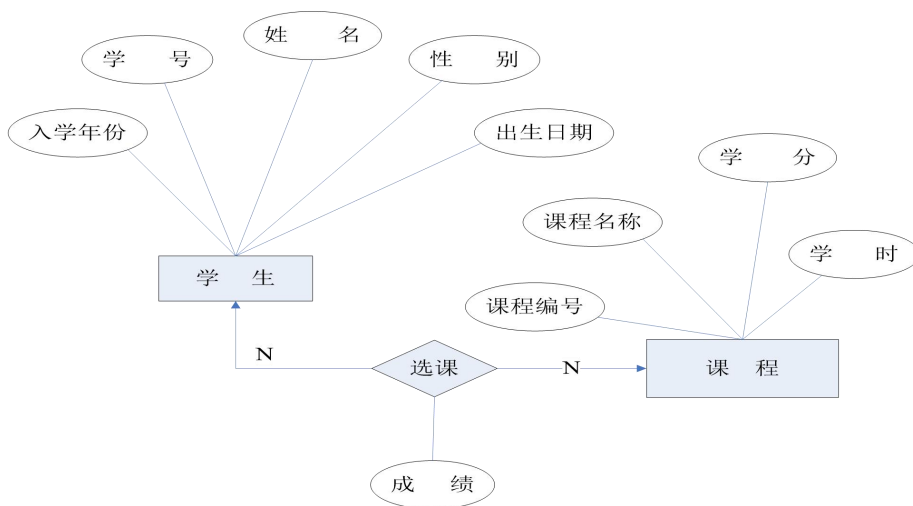 姓 名
学 号
性 别
入学年份
出生日期
学 分
课程名称
学 时
学 生
课程编号
N
选课
N
课 程
成 绩